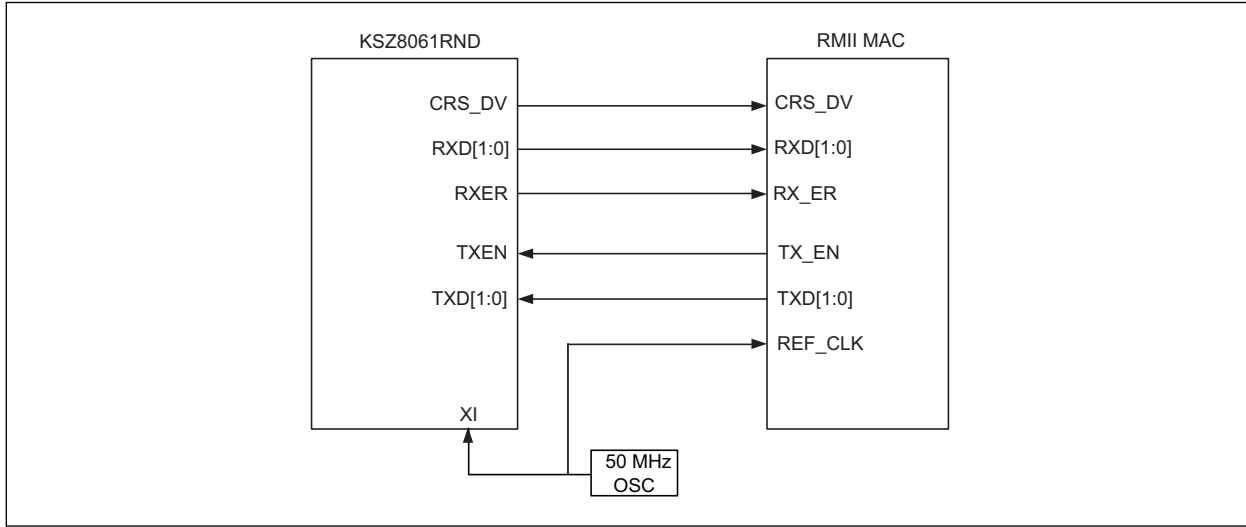 KSZ8061RND
CRS_DV
RXD[1:0]
RXER
TXEN
TXD[1:0]
XI
RMII MAC
CRS_DV
RXD[1:0]
RX_ER
TX_EN
TXD[1:0]
REF_CLK
50 MHz
OSC